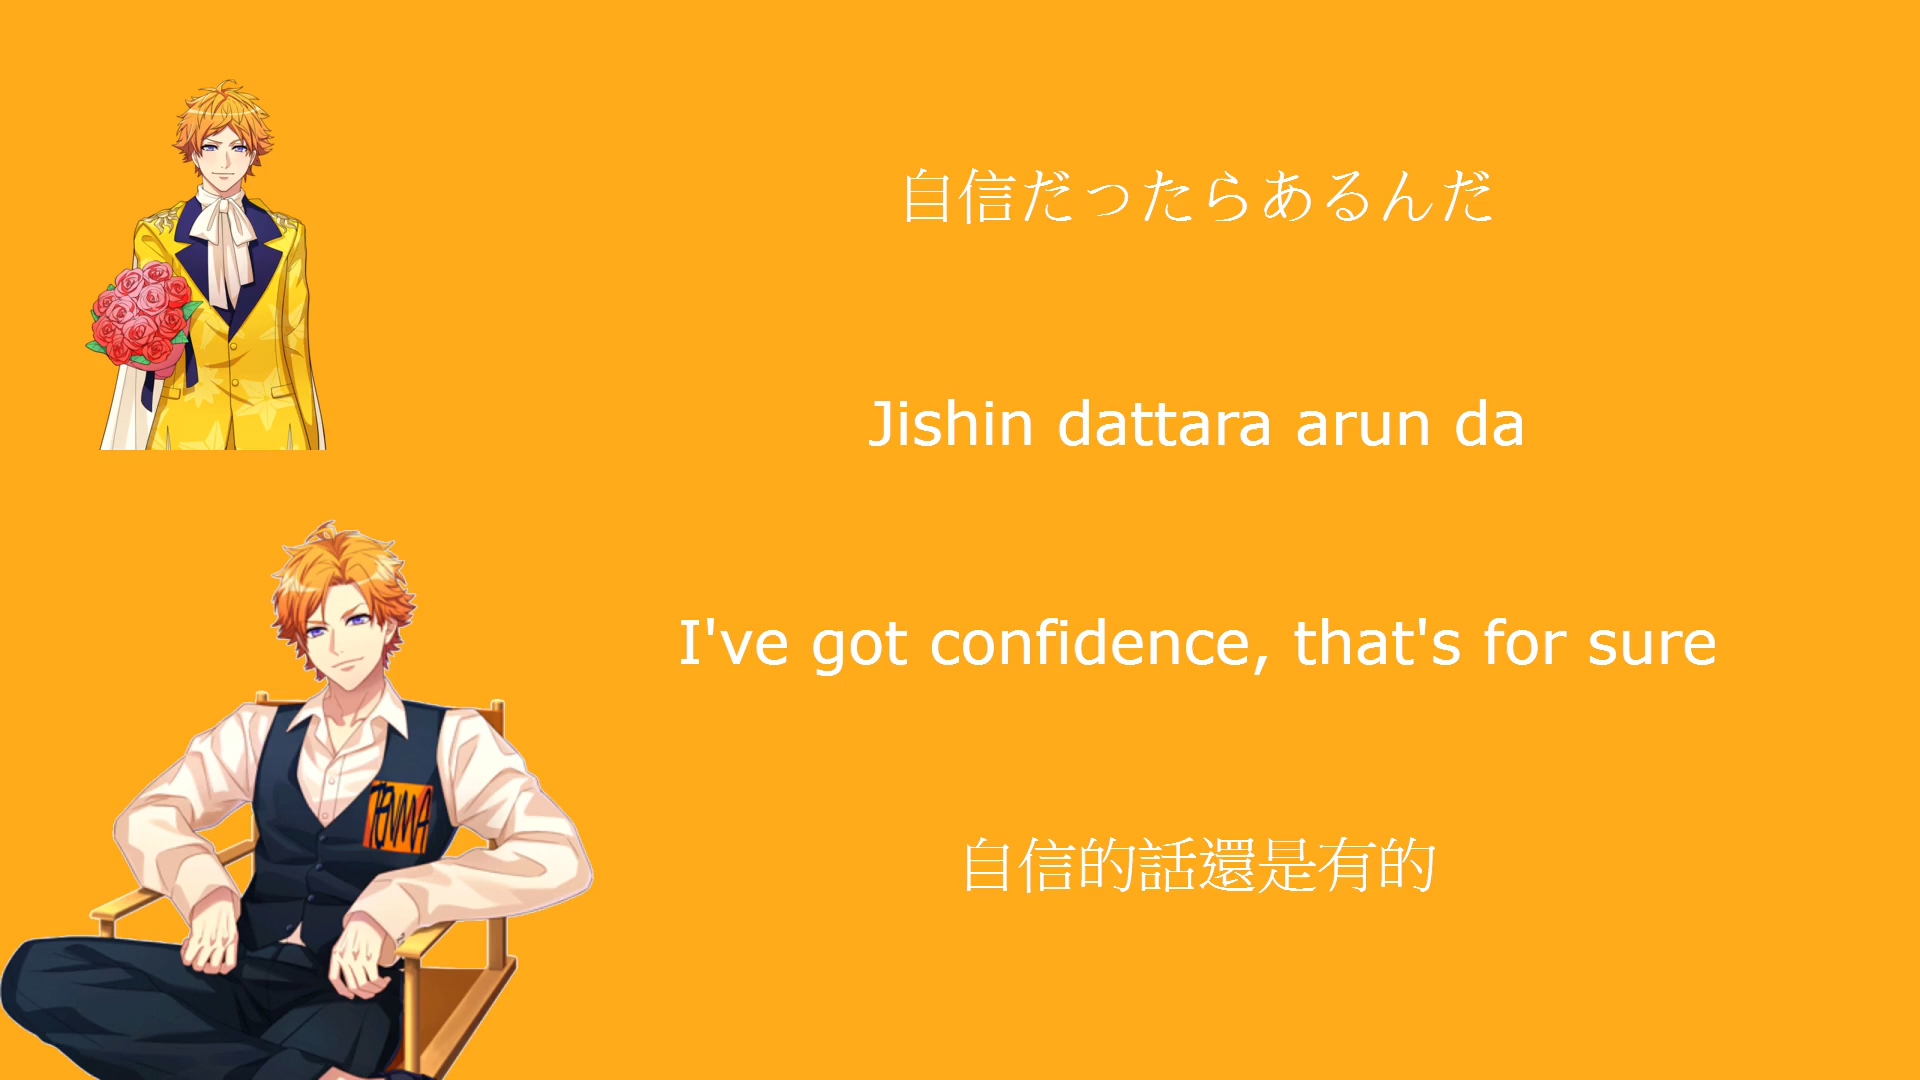 自信だったらあるんだ
Jishin dattara arun da
I've got confidence, that's for sure
自信的話還是有的
TENMA